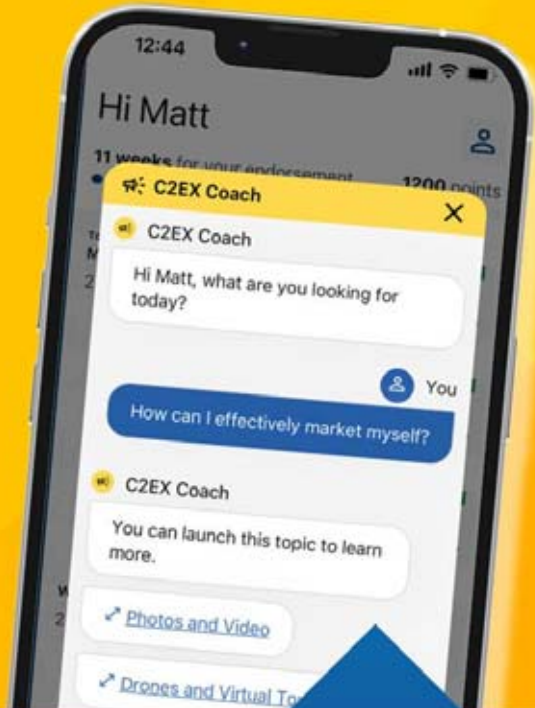 12:44
Hi Matt
11 weeks for your endorsement
1200 points
C2EX Coach
C2EX Coach
Hi Matt, what are you looking for
today?
You
How can I effectively market myself?
C2EX Coach
You can launch this topic to learn
more.
Photos and Video
Drones and Virtual